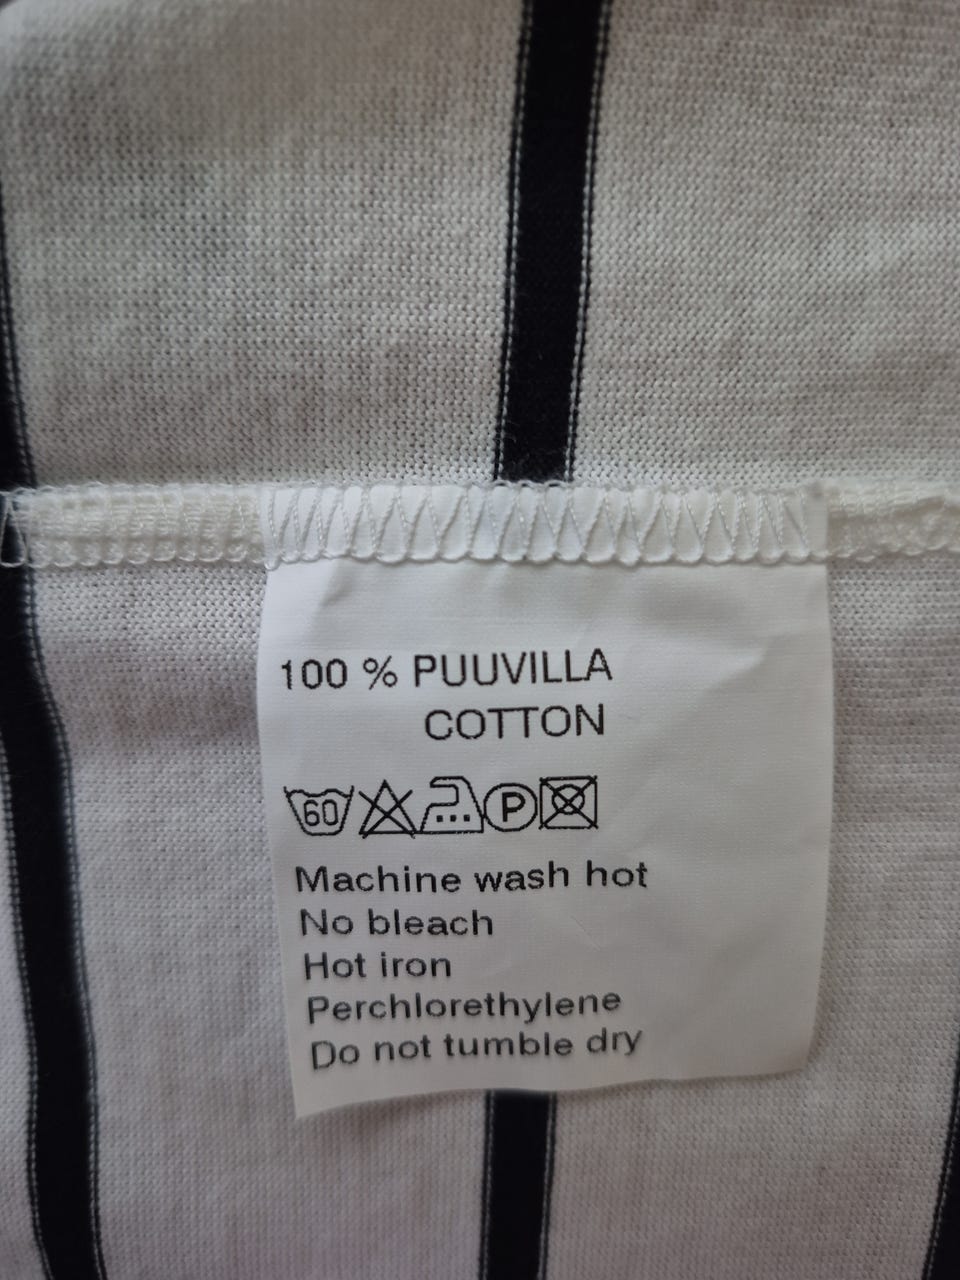 100 % PUUVILLA
COTTON
60 P
Machine wash hot
No bleach
Hot iron
Perchlorethylene
Do not tumble dry